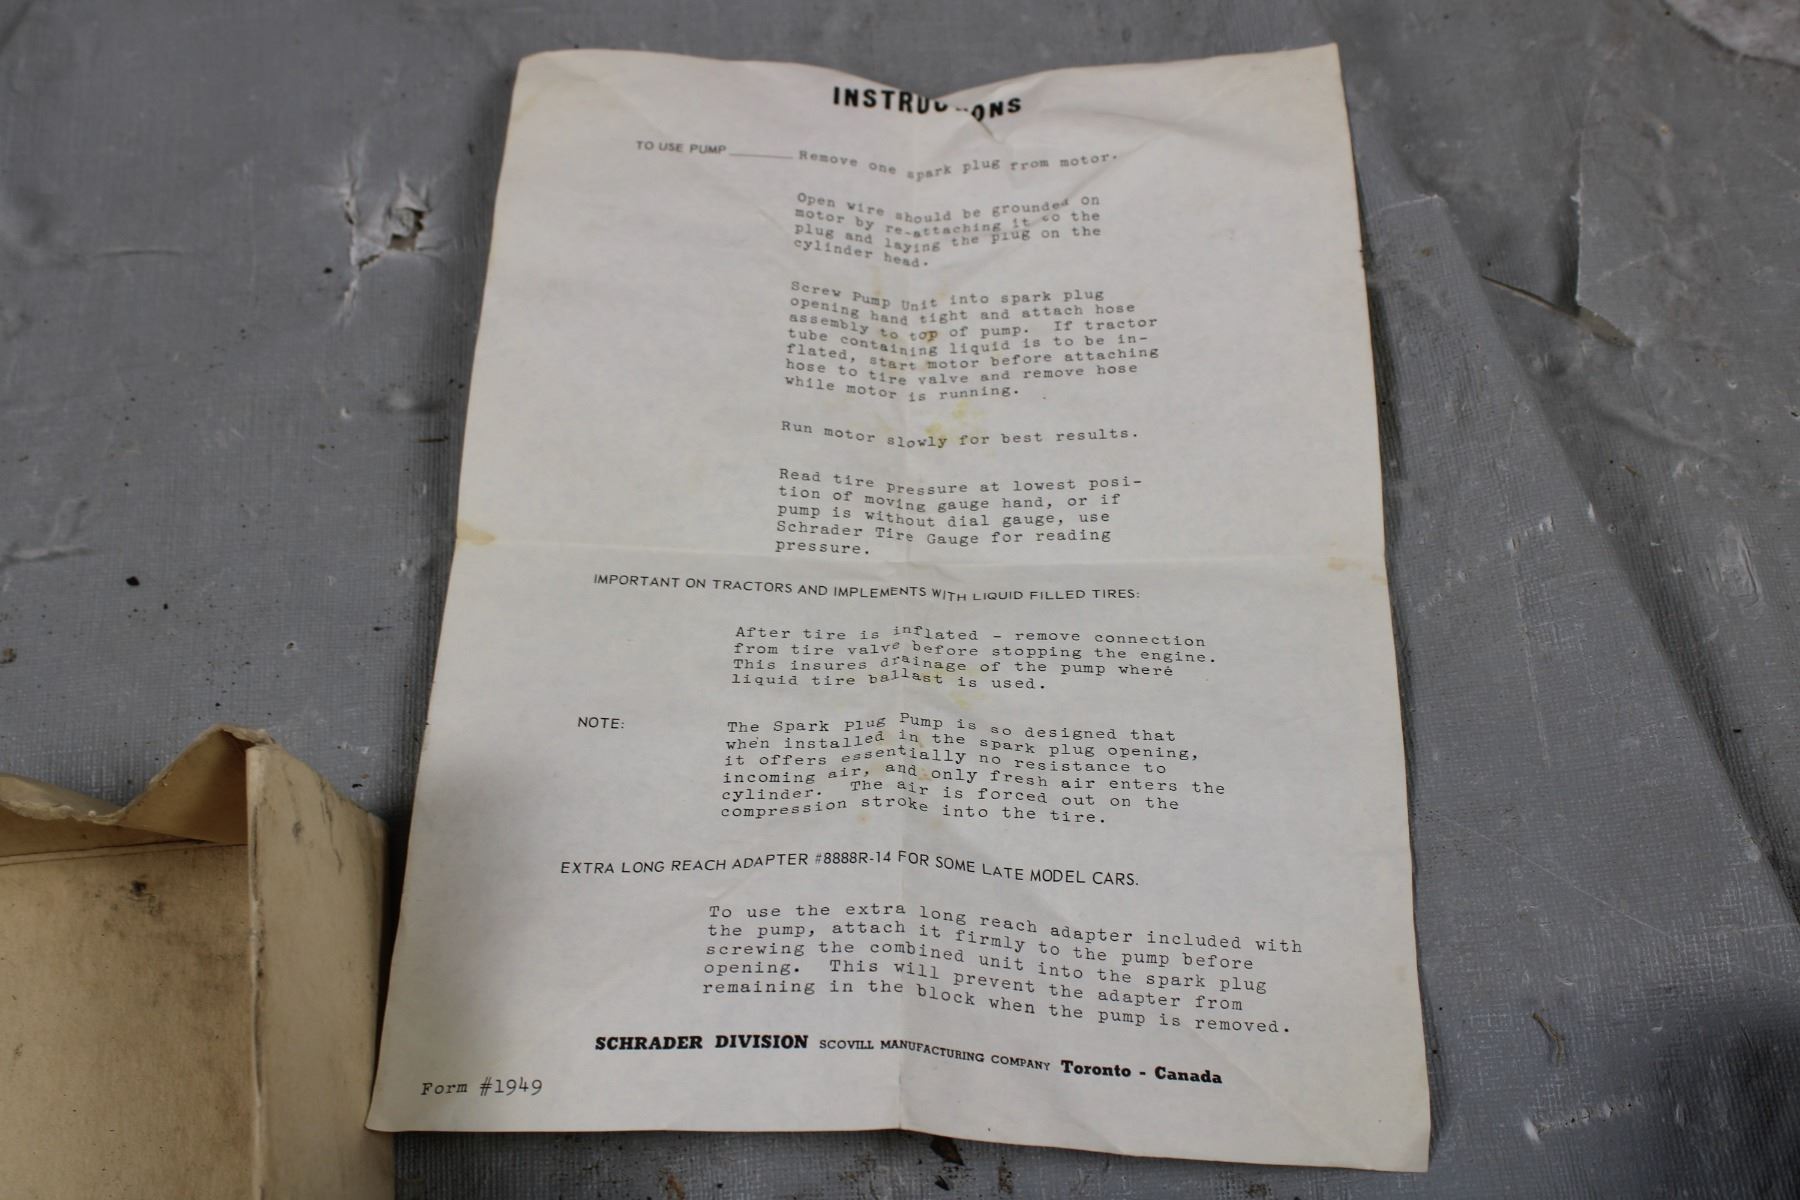 INSTRUCTIONS
TO USE PUMP ______ Remove one spark plug from motor.
Open wire should be grounded on
motor by re-attaching it to the
plug and laying the plug on the
cylinder head.
Screw Pump Unit into spark plug
opening hand tight and attach hose
assembly to top of pump. If tractor
tube containing liquid is to be in-
flated, start motor before attaching
hose to tire valve and remove hose
while motor is running.
Run motor slowly for best results.
Read tire pressure at lowest posi-
tion of moving gauge hand, or if
pump is without dial gauge, use
Schrader Tire Gauge for reading
pressure.
IMPORTANT ON TRACTORS AND IMPLEMENTS WITH LIQUID FILLED TIRES:
After tire is inflated - remove connection
from tire valve before stopping the engine.
This insures drainage of the pump where
liquid tire ballast is used.
NOTE: The Spark Plug Pump is so designed that
when installed in the spark plug opening,
it offers essentially no resistance to
incoming air, and only fresh air enters the
cylinder. The air is forced out on the
compression stroke into the tire.
EXTRA LONG REACH ADAPTER #8888R-14 FOR SOME LATE MODEL CARS.
To use the extra long reach adapter included with
the pump, attach it firmly to the pump before
screwing the combined unit into the spark plug
opening. This will prevent the adapter from
remaining in the block when the pump is removed.
SCHRADER DIVISION SCOVILL MANUFACTURING COMPANY Toronto - Canada
Form #1949